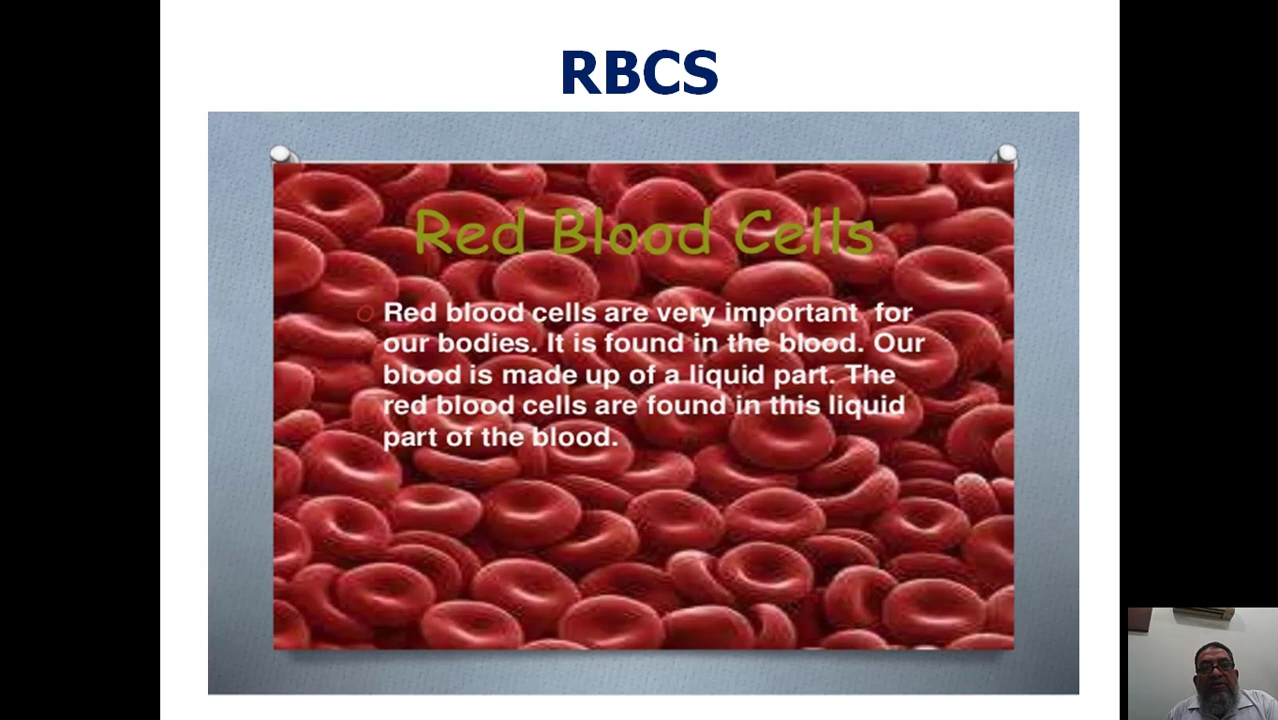 RBCS
Red Blood Cells
Red blood cells are very important for
our bodies. It is found in the blood. Our
blood is made up of a liquid part. The
red blood cells are found in this liquid
part of the blood.